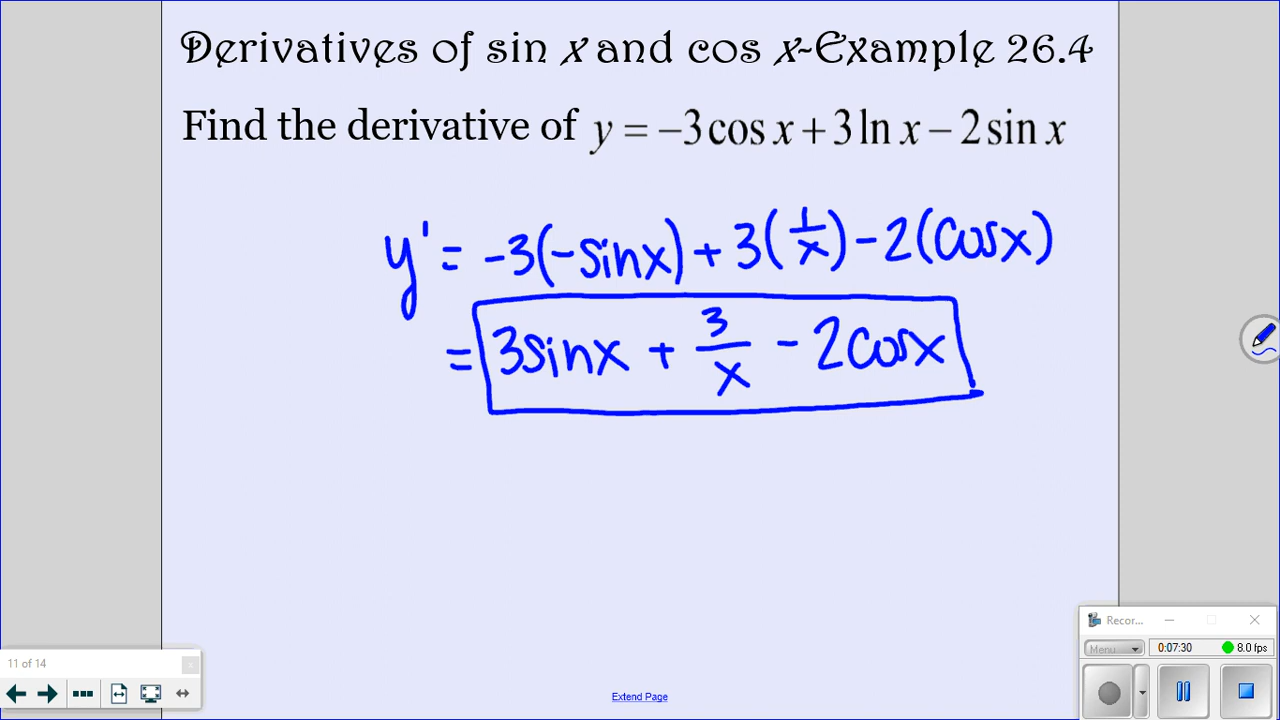 Derivatives of sin x and cos x-Example 26.4
Find the derivative of y = −3 cos x + 3 ln x − 2 sin x
y' = -3(-sinx) + 3(1/x) - 2(cosx)
= 3sinx + 3/x - 2cosx
11 of 14
x
Extend Page
Recor...
Menu
0:07:30
8.0 fps